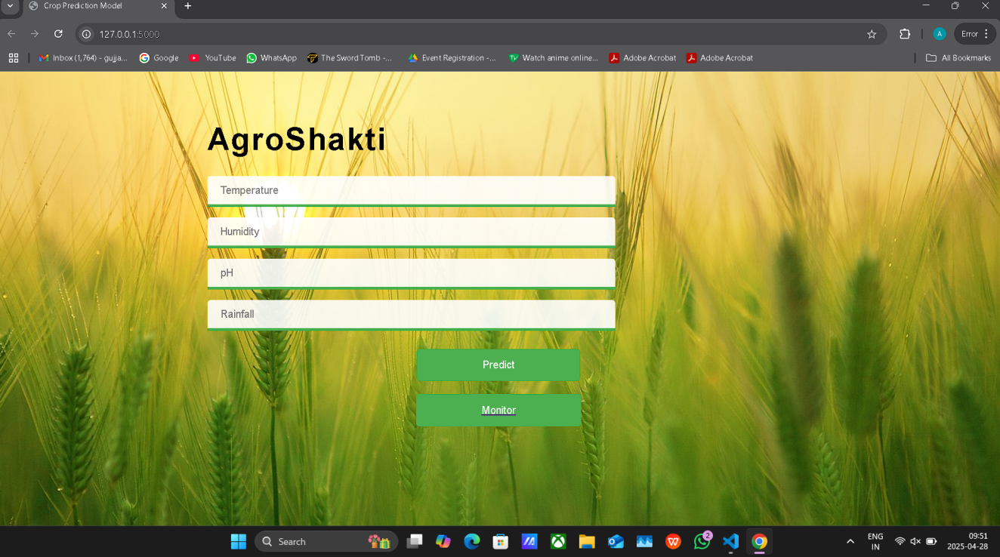 Crop Prediction Model
127.0.0.1:5000
A
Error
Inbox (1,764) - gujja...
Google
YouTube
WhatsApp
The Sword Tomb -...
Event Registration -...
Watch anime online...
Adobe Acrobat
Adobe Acrobat
All Bookmarks
AgroShakti
Temperature
Humidity
pH
Rainfall
Predict
Monitor
Search
2
ENG
IN
09:51
2025-04-28